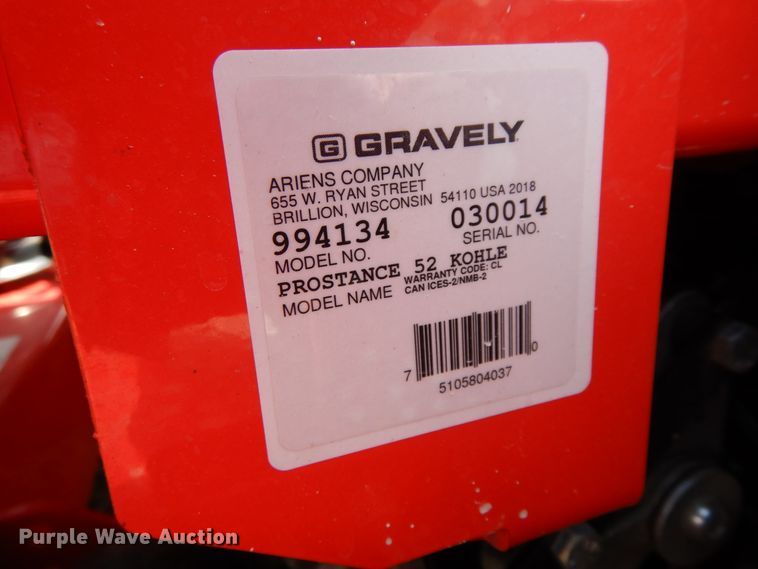 G GRAVELY
ARIENS COMPANY
655 W. RYAN STREET
BRILLION, WISCONSIN 54110 USA 2018
994134 030014
MODEL NO. SERIAL NO.
PROSTANCE 52 KOHLE
MODEL NAME WARRANTY CODE: CL
CAN ICES-2/NMB-2
7 5105804037 0
Purple Wave Auction®